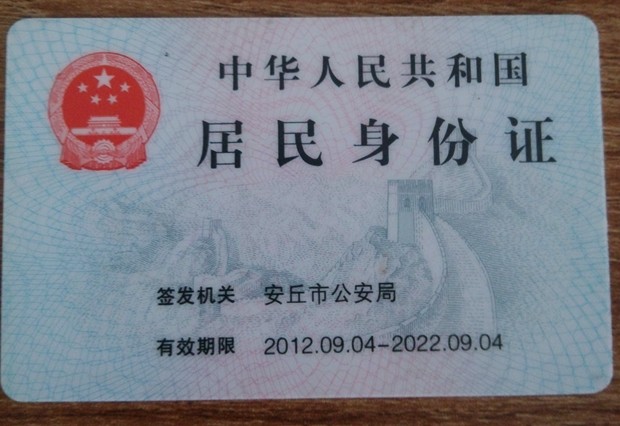 中华人民共和国
居民身份证
签发机关 安丘市公安局
有效期限 2012.09.04-2022.09.04